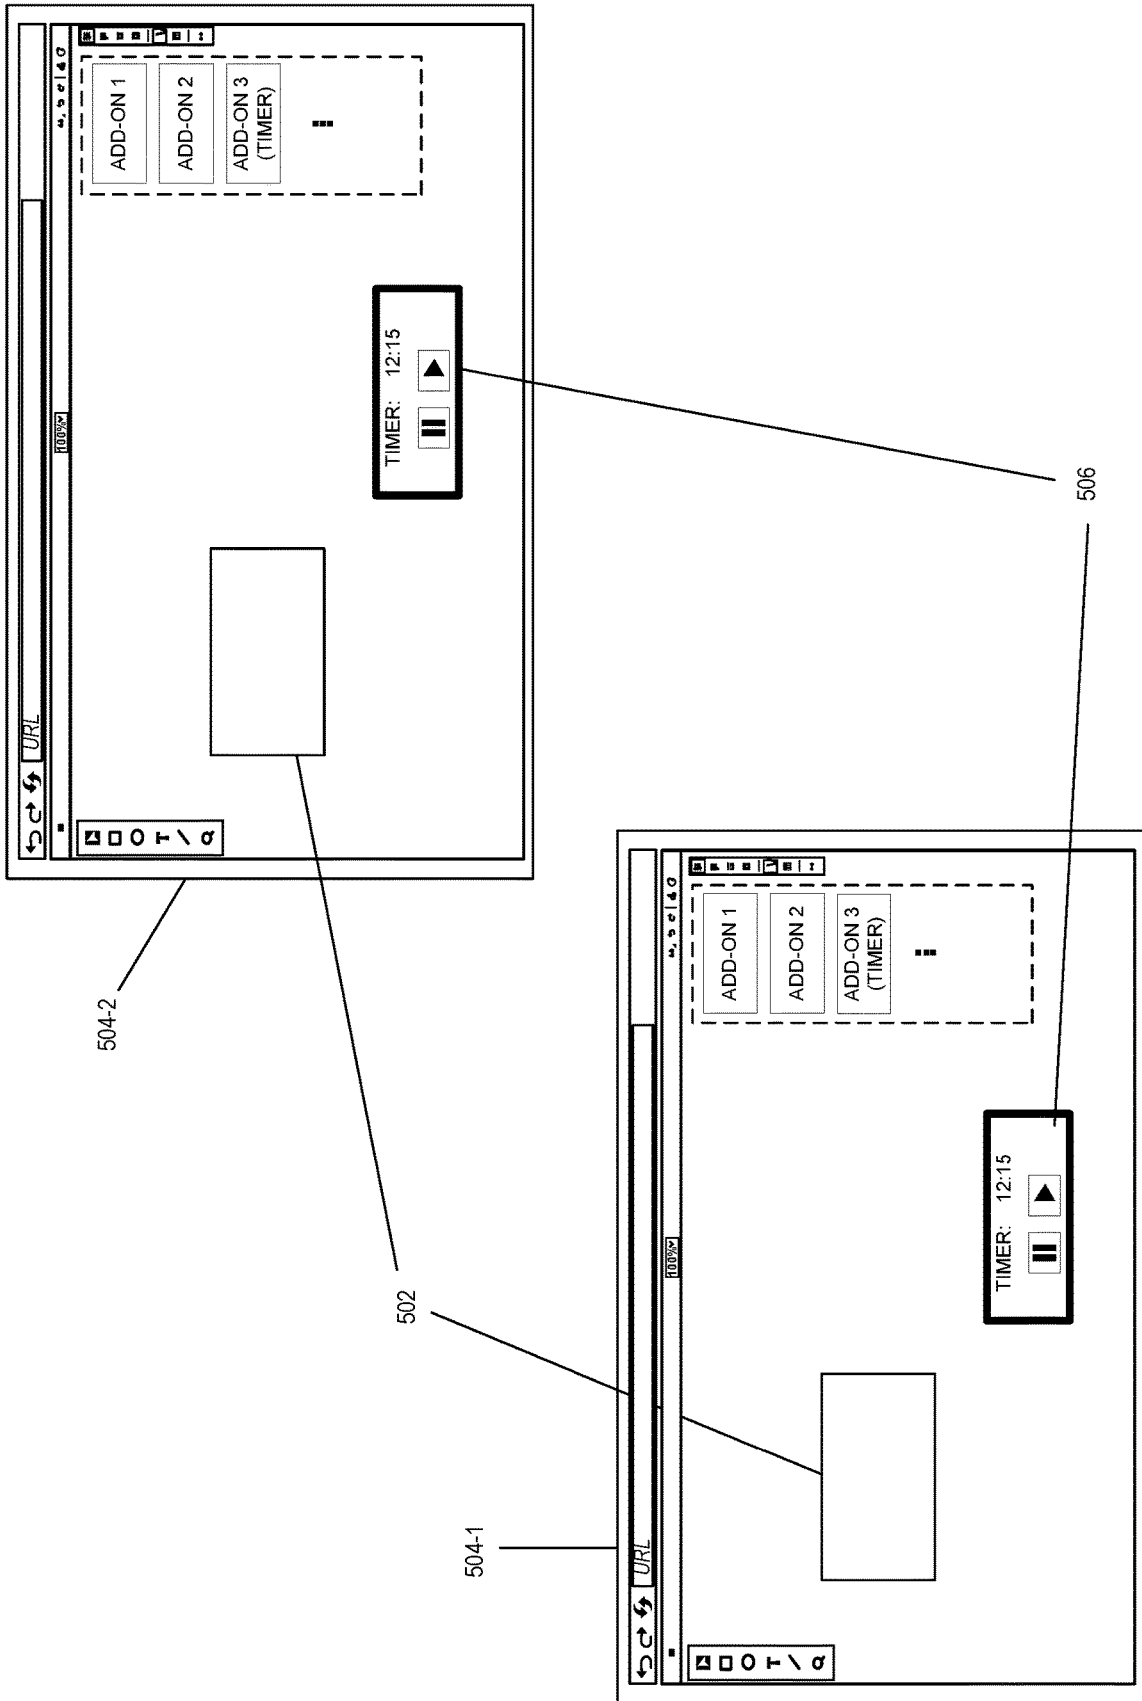 504-1
URL
100%
T
ADD-ON 1
ADD-ON 2
ADD-ON 3
(TIMER)
TIMER: 12:15
502
504-2
URL
100%
T
ADD-ON 1
ADD-ON 2
ADD-ON 3
(TIMER)
TIMER: 12:15
506